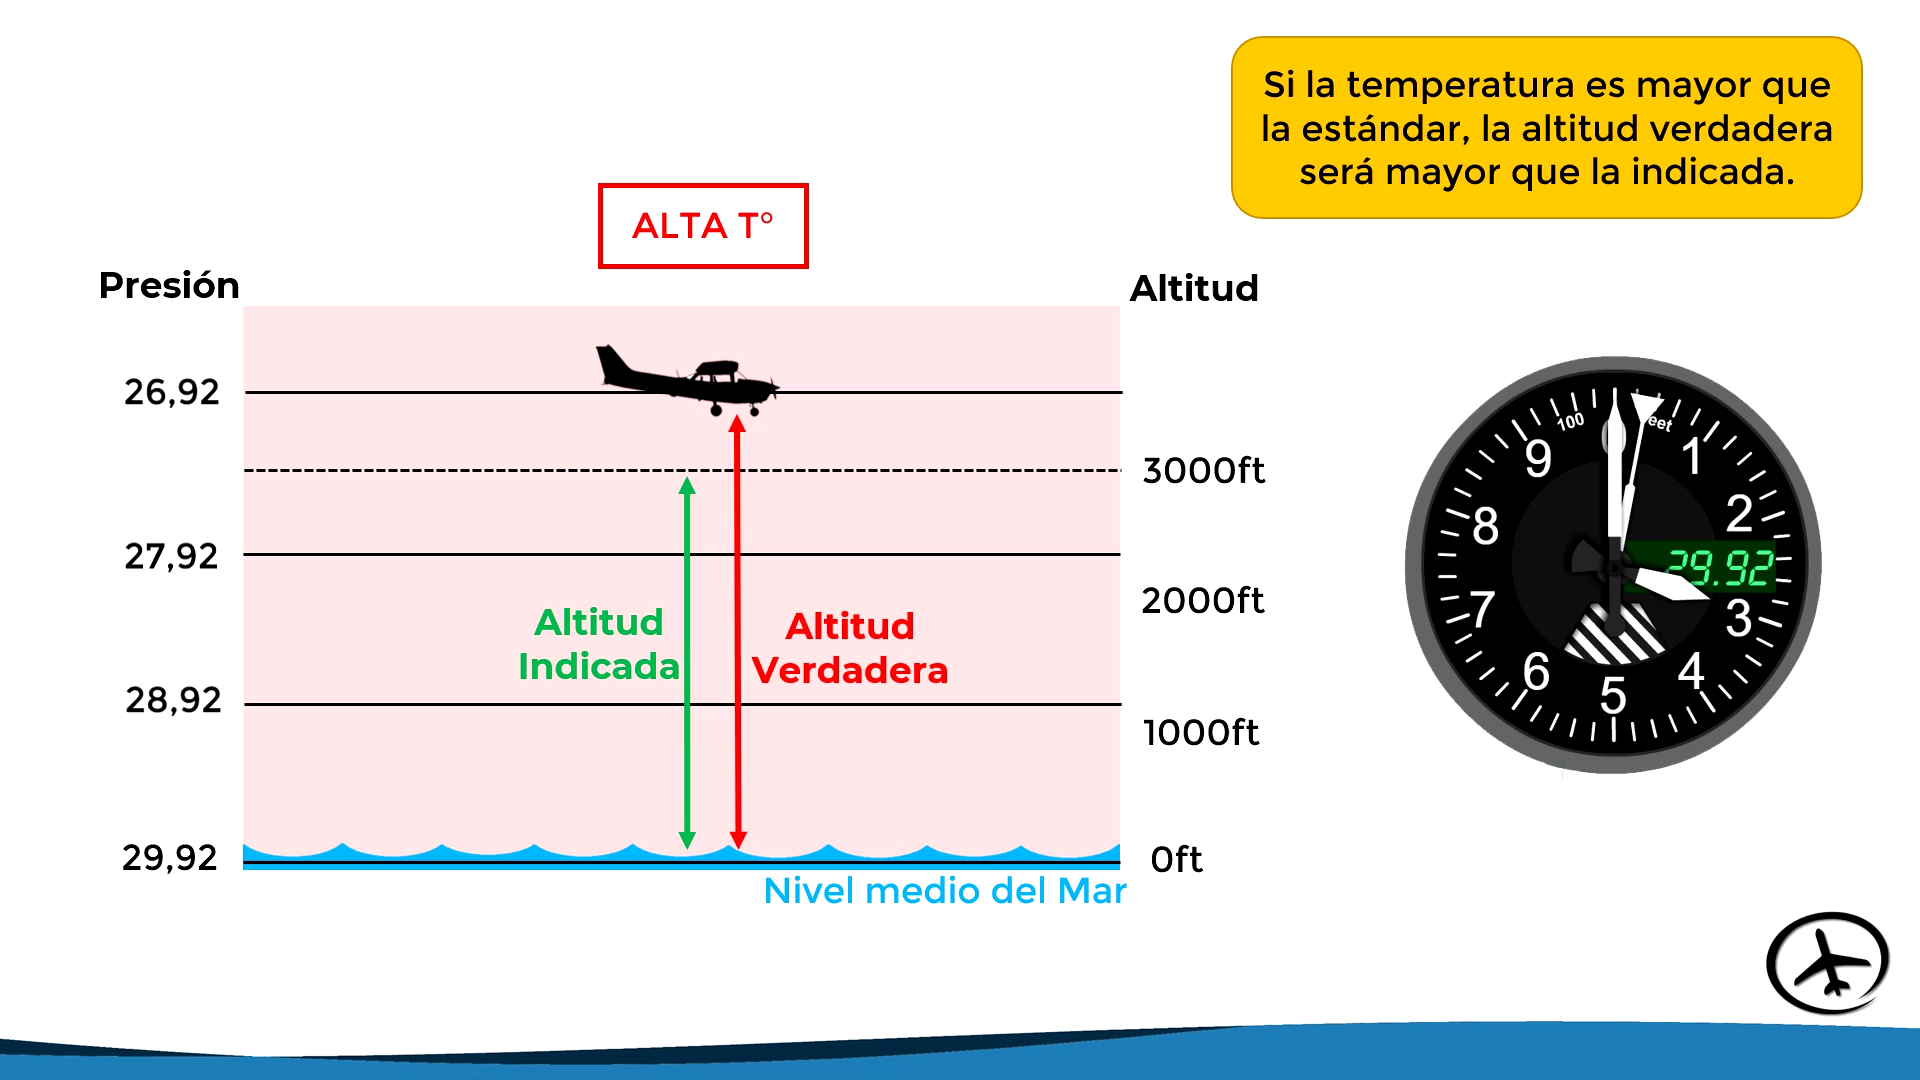 Si la temperatura es mayor que
la estándar, la altitud verdadera
será mayor que la indicada.
ALTA T°
Presión
Altitud
26,92
3000ft
27,92
2000ft
Altitud
Indicada
Altitud
Verdadera
28,92
1000ft
29,92
0ft
Nivel medio del Mar
100
9
1
8
2
29.92
7
3
6
4
5